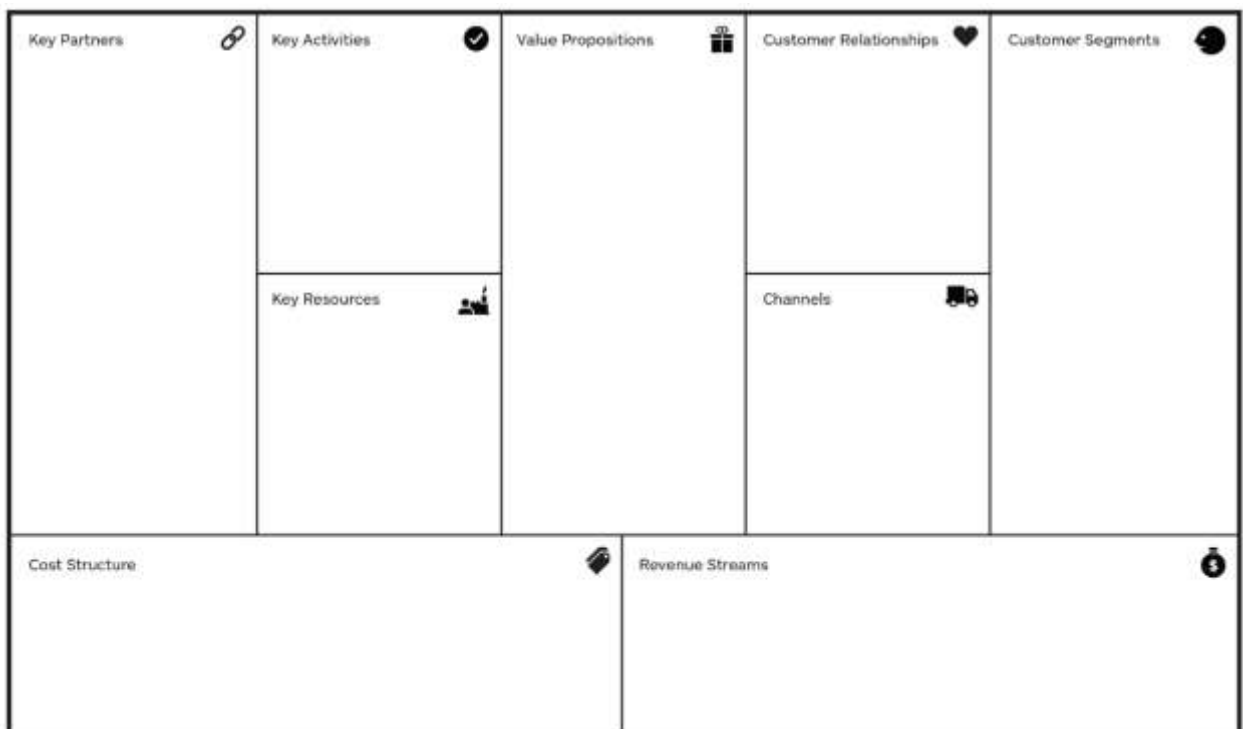 Key Partners
Key Activities
Value Propositions
Customer Relationships
Customer Segments
Key Resources
Channels
Cost Structure
Revenue Streams
$